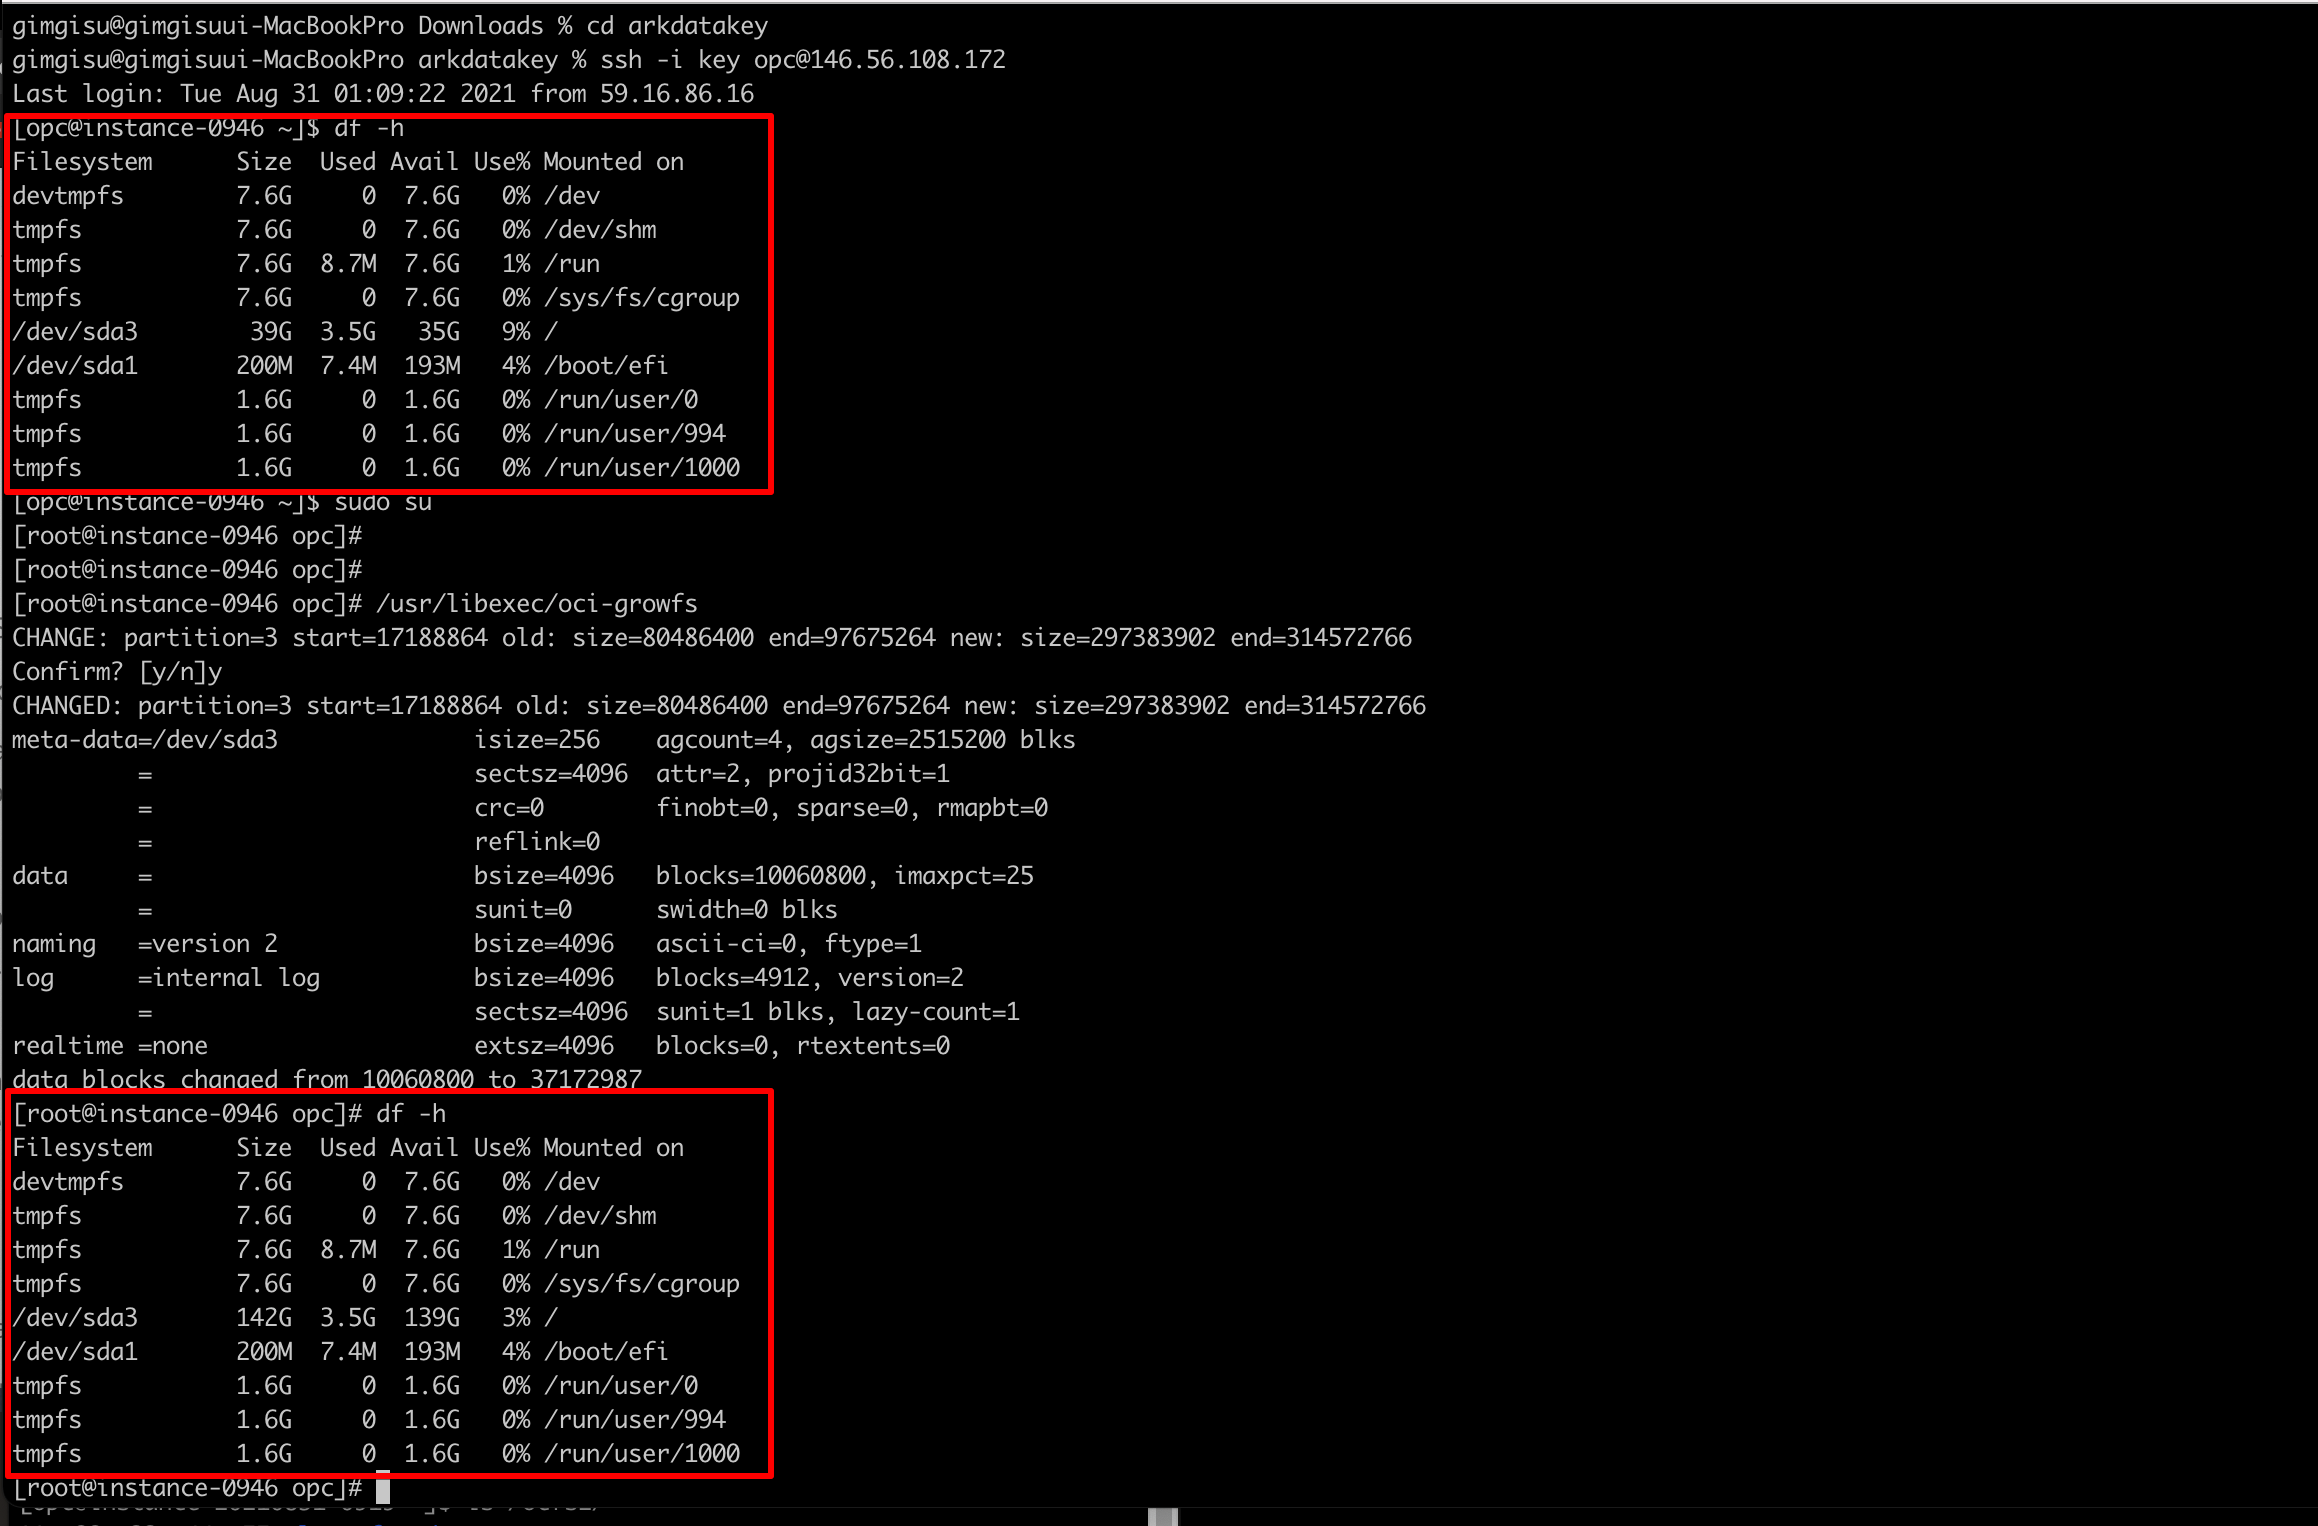 gimgisu@gimgisuui-MacBookPro Downloads % cd arkdatakey
gimgisu@gimgisuui-MacBookPro arkdatakey % ssh -i key opc@146.56.108.172
Last login: Tue Aug 31 01:09:22 2021 from 59.16.86.16
[opc@instance-0946 ~]$ df -h
Filesystem      Size  Used Avail Use% Mounted on
devtmpfs        7.6G     0  7.6G   0% /dev
tmpfs           7.6G     0  7.6G   0% /dev/shm
tmpfs           7.6G  8.7M  7.6G   1% /run
tmpfs           7.6G     0  7.6G   0% /sys/fs/cgroup
/dev/sda3        39G  3.5G   35G   9% /
/dev/sda1       200M  7.4M  193M   4% /boot/efi
tmpfs           1.6G     0  1.6G   0% /run/user/0
tmpfs           1.6G     0  1.6G   0% /run/user/994
tmpfs           1.6G     0  1.6G   0% /run/user/1000
[opc@instance-0946 ~]$ sudo su
[root@instance-0946 opc]#
[root@instance-0946 opc]#
[root@instance-0946 opc]# /usr/libexec/oci-growfs
CHANGE: partition=3 start=17188864 old: size=80486400 end=97675264 new: size=297383902 end=314572766
Confirm? [y/n]y
CHANGED: partition=3 start=17188864 old: size=80486400 end=97675264 new: size=297383902 end=314572766
meta-data=/dev/sda3              isize=256    agcount=4, agsize=2515200 blks
         =                       sectsz=4096  attr=2, projid32bit=1
         =                       crc=0        finobt=0, sparse=0, rmapbt=0
         =                       reflink=0
data     =                       bsize=4096   blocks=10060800, imaxpct=25
         =                       sunit=0      swidth=0 blks
naming   =version 2              bsize=4096   ascii-ci=0, ftype=1
log      =internal log           bsize=4096   blocks=4912, version=2
         =                       sectsz=4096  sunit=1 blks, lazy-count=1
realtime =none                   extsz=4096   blocks=0, rtextents=0
data blocks changed from 10060800 to 37172987
[root@instance-0946 opc]# df -h
Filesystem      Size  Used Avail Use% Mounted on
devtmpfs        7.6G     0  7.6G   0% /dev
tmpfs           7.6G     0  7.6G   0% /dev/shm
tmpfs           7.6G  8.7M  7.6G   1% /run
tmpfs           7.6G     0  7.6G   0% /sys/fs/cgroup
/dev/sda3       142G  3.5G  139G   3% /
/dev/sda1       200M  7.4M  193M   4% /boot/efi
tmpfs           1.6G     0  1.6G   0% /run/user/0
tmpfs           1.6G     0  1.6G   0% /run/user/994
tmpfs           1.6G     0  1.6G   0% /run/user/1000
[root@instance-0946 opc]#